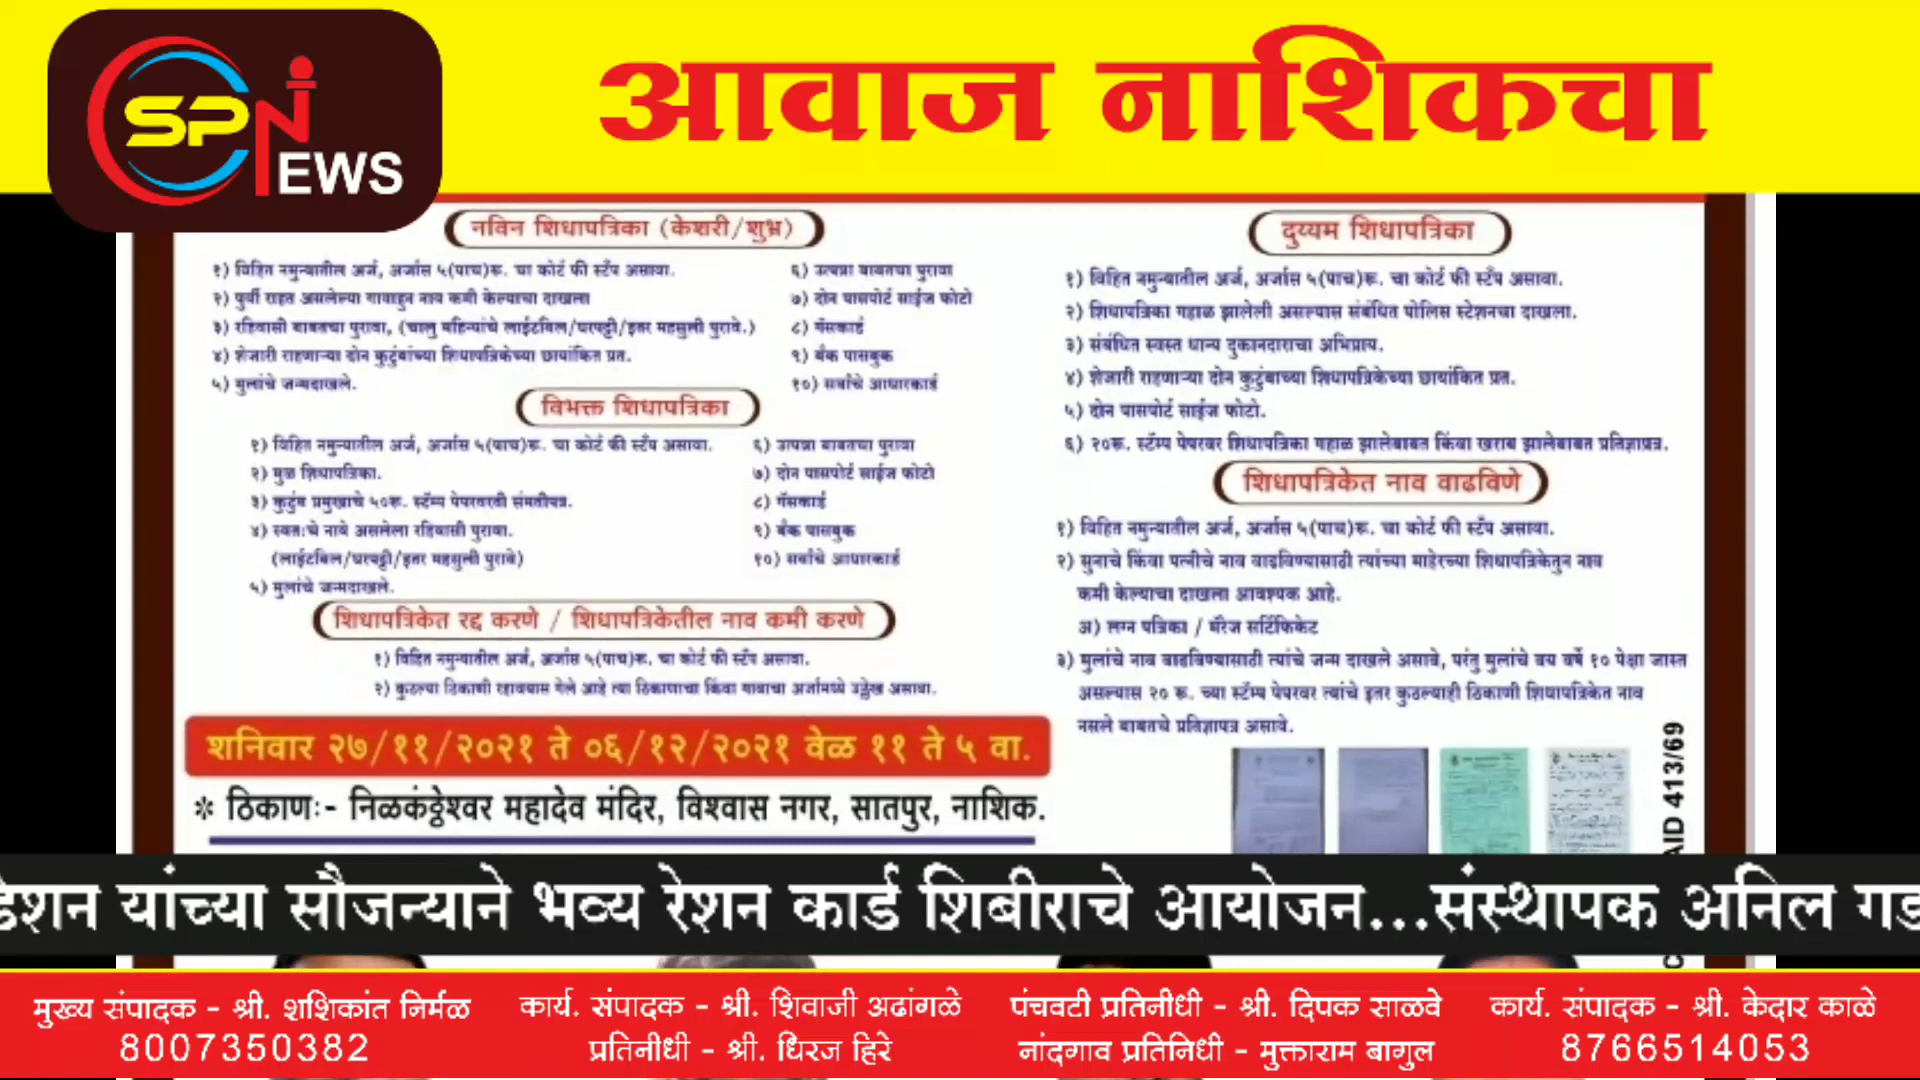 SPN NEWS
आवाज नाशिकचा
नविन शिधापत्रिका (केशरी/शुभ्र)
१) विहित नमुन्यातील अर्ज, अर्जास ५(पाच)रू. चा कोर्ट फी स्टँप असावा.
२) पुर्वी राहत असलेल्या गावाहुन नाव कमी केल्याचा दाखला
३) रहिवासी बाबतचा पुरावा, (चालु महिन्यांचे लाईटबिल/घरपट्टी/इतर महसुली पुरावे.)
४) शेजारी राहणाऱ्या दोन कुटुंबांच्या शिधापत्रिकेच्या छायांकित प्रत.
५) मुलांचे जन्मदाखले.
६) उत्पन्ना बाबतचा पुरावा
७) दोन पासपोर्ट साईज फोटो
८) गॅसकार्ड
९) बँक पासबुक
१०) सर्वांचे आधारकार्ड
विभक्त शिधापत्रिका
१) विहित नमुन्यातील अर्ज, अर्जास ५(पाच)रू. चा कोर्ट फी स्टँप असावा.
२) मुळ शिधापत्रिका.
३) कुटुंब प्रमुखाचे ५०रू. स्टॅम्प पेपरवरती संमतीपत्र.
४) स्वतःचे नावे असलेला रहिवासी पुरावा.
(लाईटबिल/घरपट्टी/इतर महसुली पुरावे)
५) मुलांचे जन्मदाखले.
६) उत्पन्ना बाबतचा पुरावा
७) दोन पासपोर्ट साईज फोटो
८) गॅसकार्ड
९) बँक पासबुक
१०) सर्वांचे आधारकार्ड
शिधापत्रिकेत रद्द करणे / शिधापत्रिकेतील नाव कमी करणे
१) विहित नमुन्यातील अर्ज, अर्जास ५(पाच)रू. चा कोर्ट फी स्टँप असावा.
२) कुठल्या ठिकाणी रहावयास गेले आहे त्या ठिकाणाचा किंवा गावाचा अर्जामध्ये उल्लेख असावा.
शनिवार २७/११/२०२१ ते ०६/१२/२०२१ वेळ ११ ते ५ वा.
* ठिकाणः- निळकंठ्ठेश्वर महादेव मंदिर, विश्वास नगर, सातपुर, नाशिक.
दुय्यम शिधापत्रिका
१) विहित नमुन्यातील अर्ज, अर्जास ५(पाच)रू. चा कोर्ट फी स्टँप असावा.
२) शिधापत्रिका गहाळ झालेली असल्यास संबंधित पोलिस स्टेशनचा दाखला.
३) संबंधित स्वस्त धान्य दुकानदाराचा अभिप्राय.
४) शेजारी राहणाऱ्या दोन कुटुंबाच्या शिधापत्रिकेच्या छायांकित प्रत.
५) दोन पासपोर्ट साईज फोटो.
६) २०रू. स्टॅम्प पेपरवर शिधापत्रिका गहाळ झालेबाबत किंवा खराब झालेबाबत प्रतिज्ञापत्र.
शिधापत्रिकेत नाव वाढविणे
१) विहित नमुन्यातील अर्ज, अर्जास ५(पाच)रू. चा कोर्ट फी स्टँप असावा.
२) सुनाचे किंवा पत्नीचे नाव वाढविण्यासाठी त्यांच्या माहेरच्या शिधापत्रिकेतुन नाव
कमी केल्याचा दाखला आवश्यक आहे.
अ) लग्न पत्रिका / मॅरेज सर्टिफिकेट
३) मुलांचे नाव वाढविण्यासाठी त्यांचे जन्म दाखले असावे, परंतु मुलांचे वय वर्षे १० पेक्षा जास्त
असल्यास २० रू. च्या स्टॅम्प पेपरवर त्यांचे इतर कुठल्याही ठिकाणी शिधापत्रिकेत नाव
नसले बाबतचे प्रतिज्ञापत्र असावे.
AID 413/69
डेशन यांच्या सौजन्याने भव्य रेशन कार्ड शिबीराचे आयोजन...संस्थापक अनिल गड
मुख्य संपादक - श्री. शशिकांत निर्मळ
8007350382
कार्य. संपादक - श्री. शिवाजी अढांगळे
प्रतिनीधी - श्री. धिरज हिरे
पंचवटी प्रतिनीधी - श्री. दिपक साळवे
नांदगाव प्रतिनिधी - मुक्ताराम बागुल
कार्य. संपादक - श्री. केदार काळे
8766514053